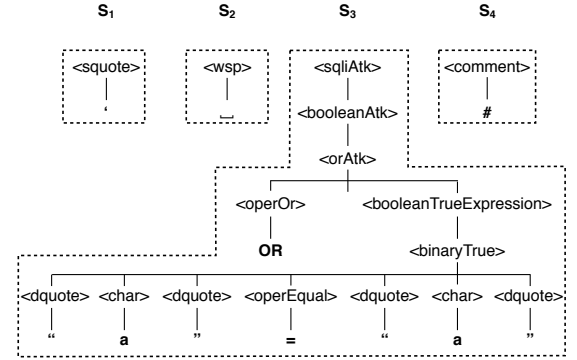 S₁ S₂ S₃ S₄
<squote> <wsp> <sqliAtk> <comment>
‘ ␣ #
<booleanAtk>
<orAtk>
<operOr> <booleanTrueExpression>
OR <binaryTrue>
<dquote> <char> <dquote> <operEqual> <dquote> <char> <dquote>
“ a ” = “ a ”